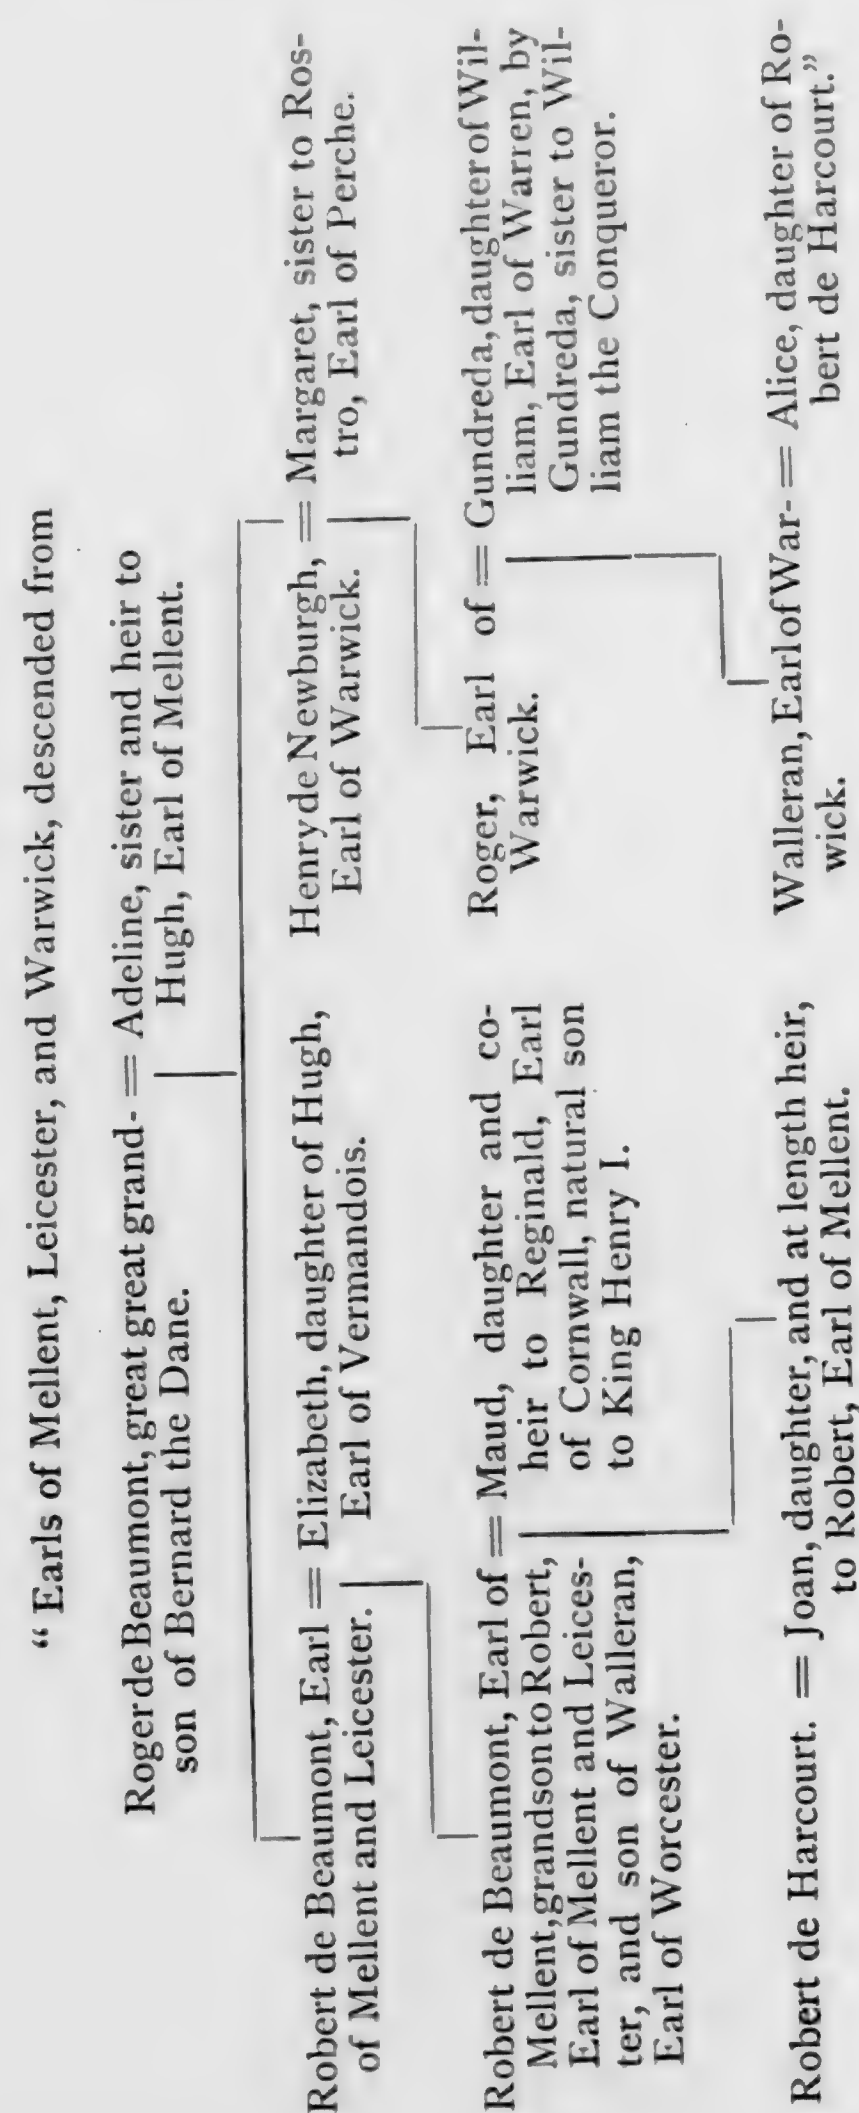 “Earls of Mellent, Leicester, and Warwick, descended from
Roger de Beaumont, great great grand-
son of Bernard the Dane.
= Adeline, sister and heir to
Hugh, Earl of Mellent.
Robert de Beaumont, Earl
of Mellent and Leicester.
= Elizabeth, daughter of Hugh,
Earl of Vermandois.
Henry de Newburgh,
Earl of Warwick.
= Margaret, sister to Ros-
tro, Earl of Perche.
Robert de Beaumont, Earl of
Mellent, grandson to Robert,
Earl of Mellent and Leices-
ter, and son of Walleran,
Earl of Worcester.
= Maud, daughter and co-
heir to Reginald, Earl
of Cornwall, natural son
to King Henry I.
Roger, Earl of
Warwick.
= Gundreda, daughter of Wil-
liam, Earl of Warren, by
Gundreda, sister to Wil-
liam the Conqueror.
Robert de Harcourt.
= Joan, daughter, and at length heir,
to Robert, Earl of Mellent.
Walleran, Earl of War-
wick.
= Alice, daughter of Ro-
bert de Harcourt.”